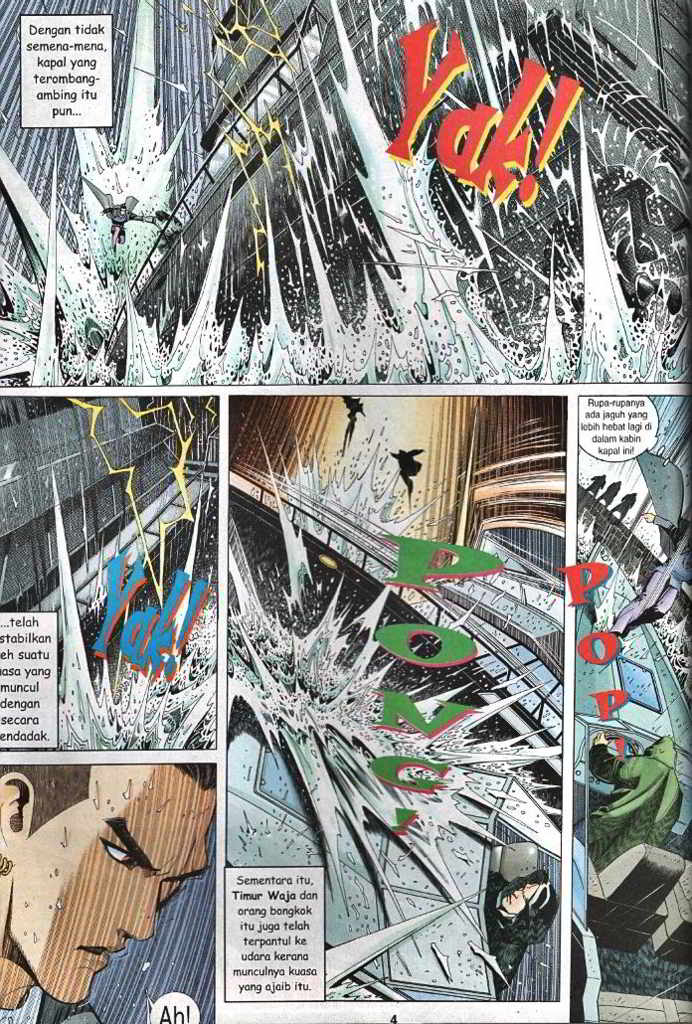 Dengan tidak
semena-mena,
kapal yang
terombang-
ambing itu
pun...
Yak!
...telah
stabilkan
eh suatu
asa yang
muncul
dengan
secara
endadak.
Yak!
PONG!
Rupa-rupanya
ada jaguh yang
lebih hebat lagi di
dalam kabin
kapal ini!
POP!
Ah!
Sementara itu,
Timur Waja dan
orang bongkok
itu juga telah
terpantul ke
udara kerana
munculnya kuasa
yang ajaib itu.
4